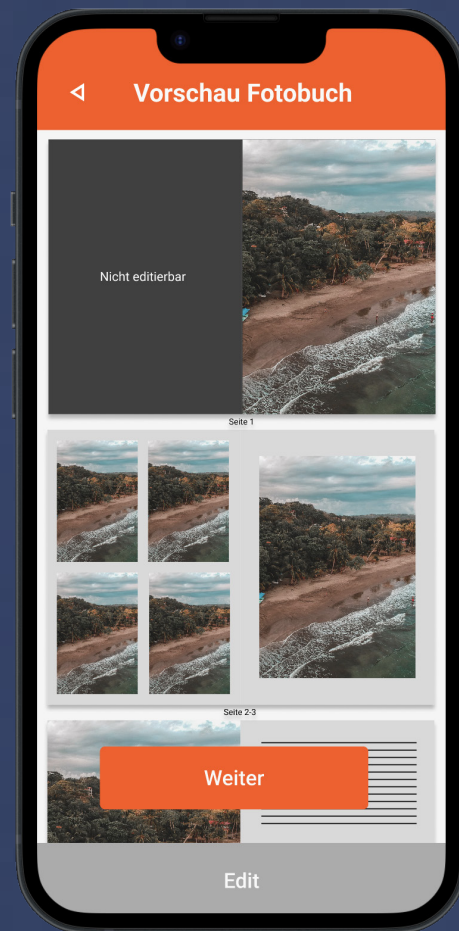 Vorschau Fotobuch
Nicht editierbar
Seite 1
Seite 2-3
Weiter
Edit